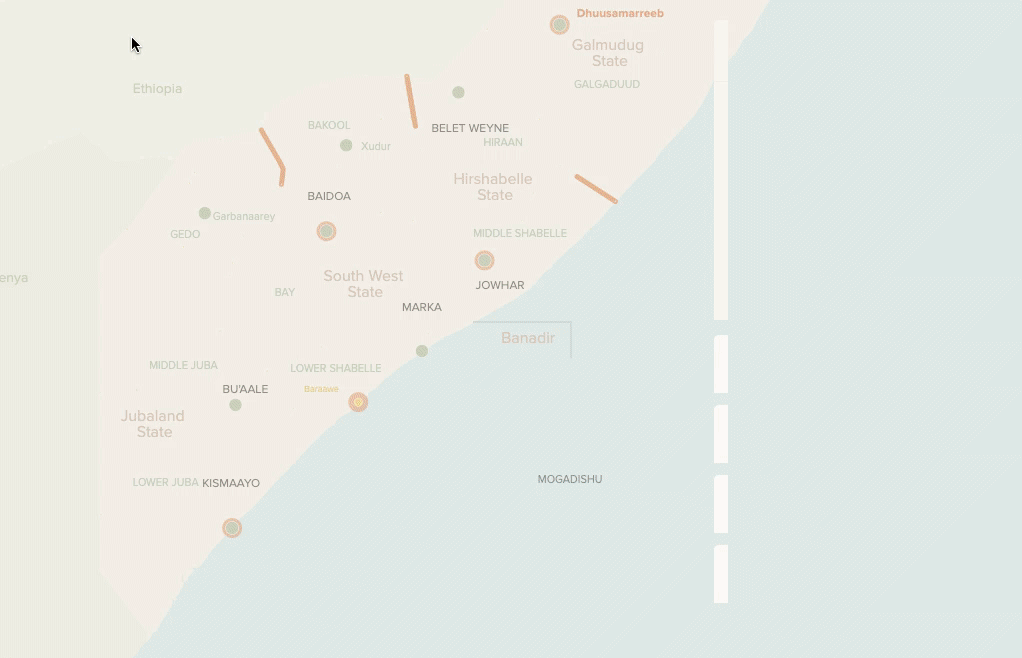 Dhuusamarreeb
Galmudug
State
GALGADUUD
Ethiopia
BAKOOL
BELET WEYNE
HIRAAN
Xudur
Hirshabelle
State
BAIDOA
Garbanaarey
GEDO
MIDDLE SHABELLE
South West
State
enya
JOWHAR
BAY
MARKA
Banadir
MIDDLE JUBA
LOWER SHABELLE
BU'AALE
Baraawe
Jubaland
State
LOWER JUBA
KISMAAYO
MOGADISHU